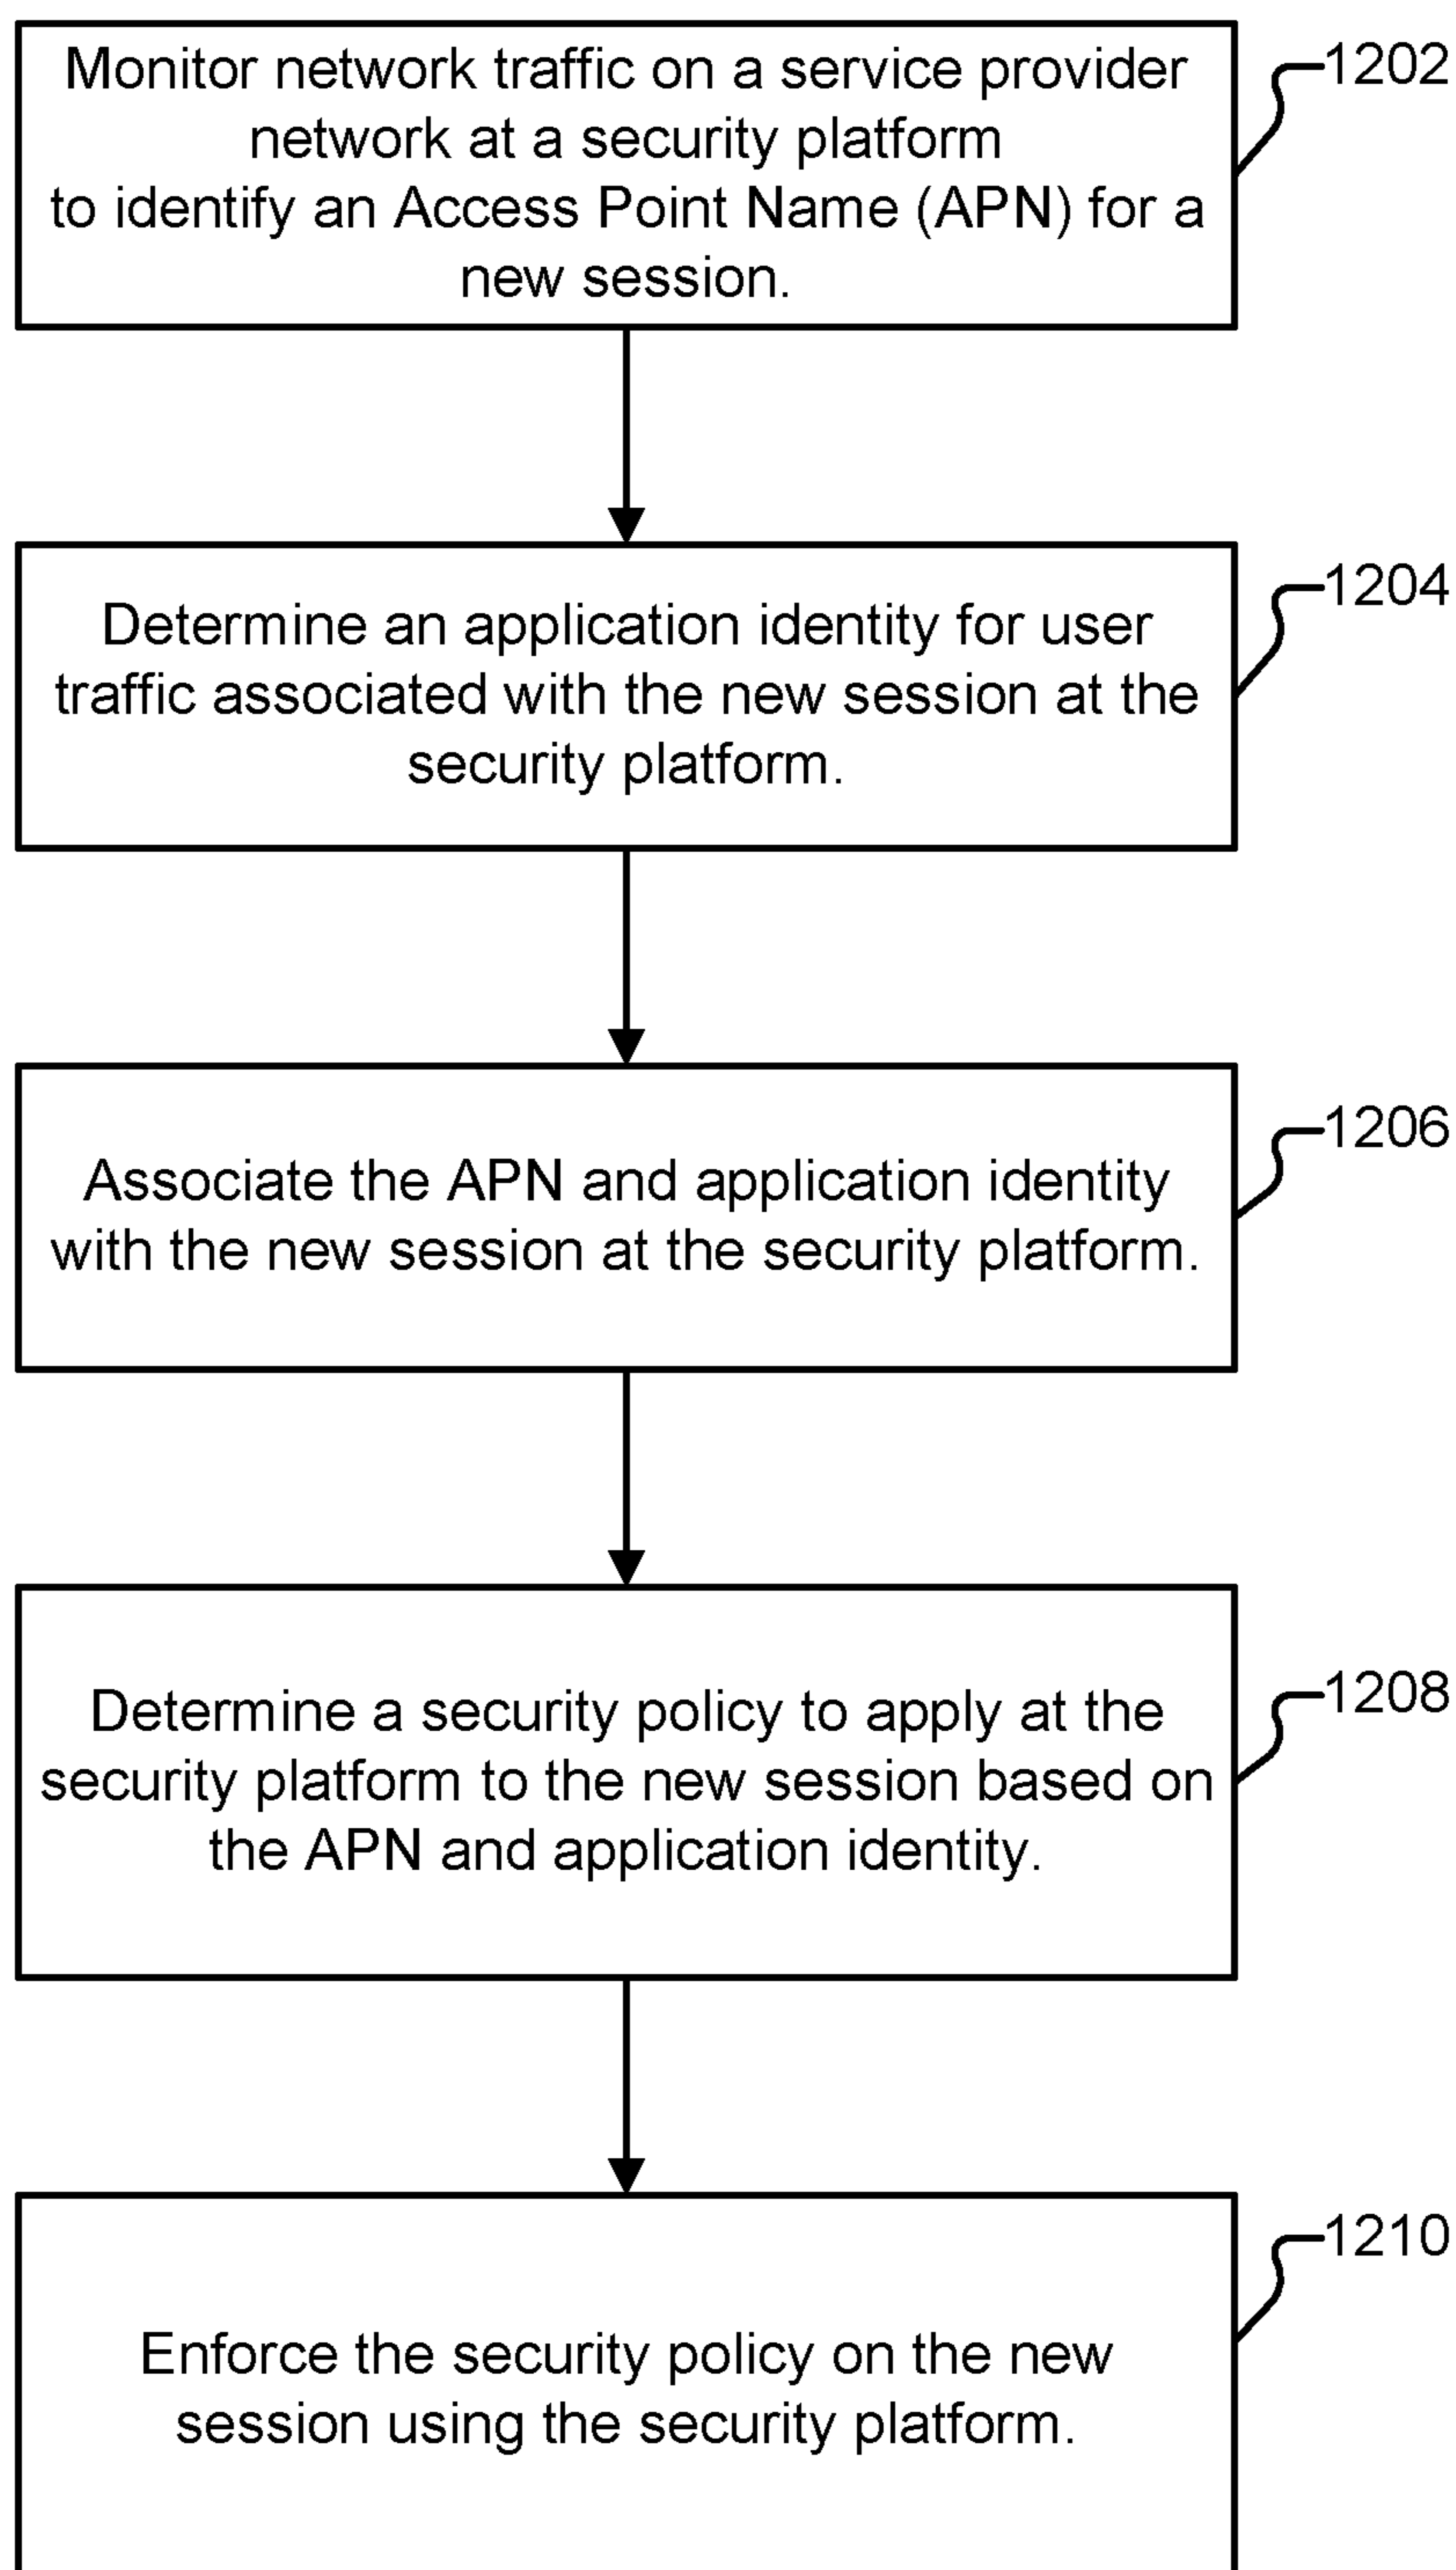 Monitor network traffic on a service provider
network at a security platform
to identify an Access Point Name (APN) for a
new session.
1202
Determine an application identity for user
traffic associated with the new session at the
security platform.
1204
Associate the APN and application identity
with the new session at the security platform.
1206
Determine a security policy to apply at the
security platform to the new session based on
the APN and application identity.
1208
Enforce the security policy on the new
session using the security platform.
1210